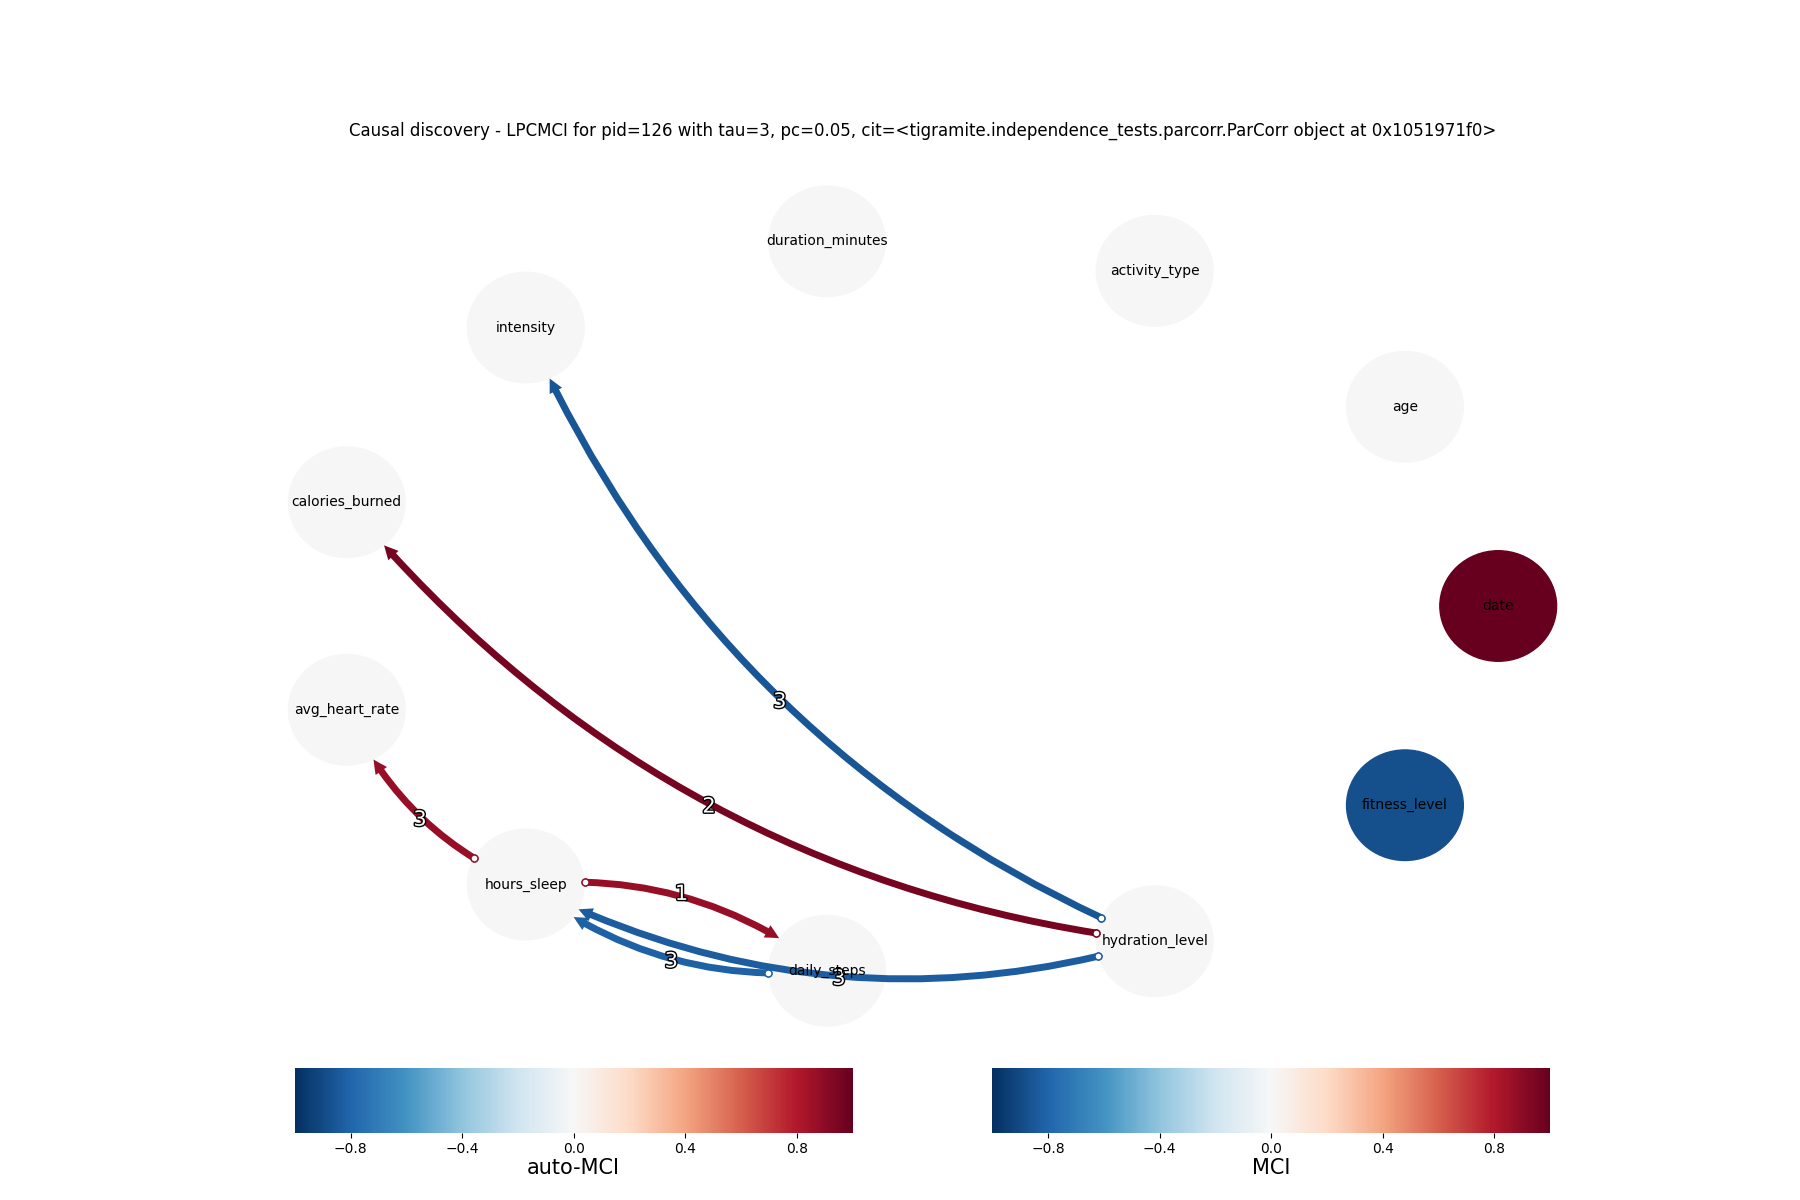 Causal discovery - LPCMCI for pid=126 with tau=3, pc=0.05, cit=<tigramite.independence_tests.parcorr.ParCorr object at 0x1051971f0>
duration_minutes
activity_type
intensity
age
calories_burned
date
3
avg_heart_rate
2
fitness_level
3
hours_sleep
1
hydration_level
3
daily_steps
3
−0.8 −0.4 0.0 0.4 0.8
auto-MCI
−0.8 −0.4 0.0 0.4 0.8
MCI